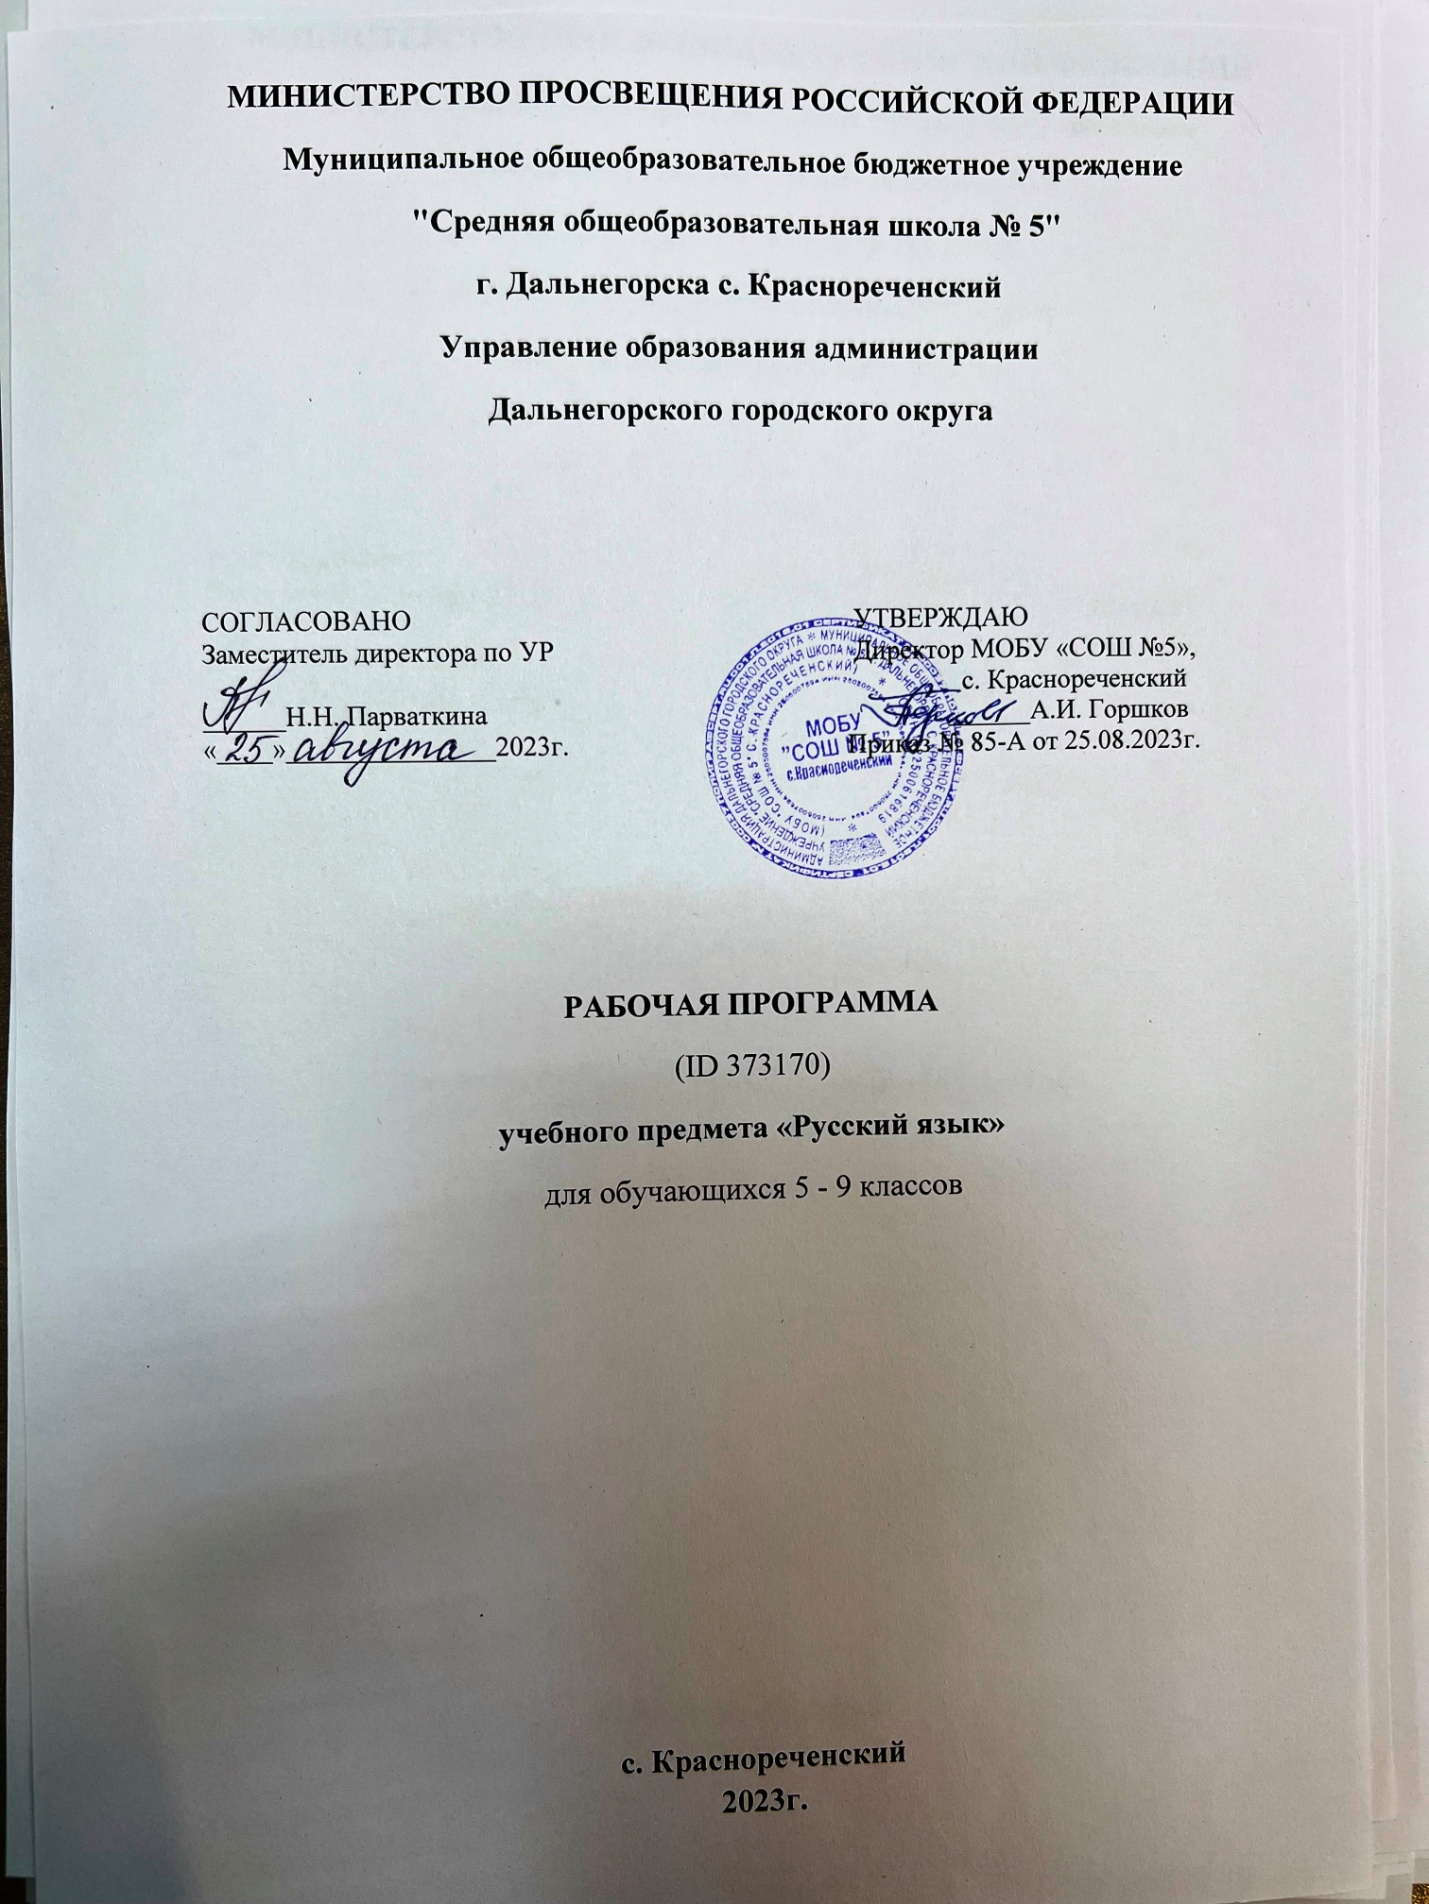 МИНИСТЕРСТВО ПРОСВЕЩЕНИЯ РОССИЙСКОЙ ФЕДЕРАЦИИ
Муниципальное общеобразовательное бюджетное учреждение
"Средняя общеобразовательная школа № 5"
г. Дальнегорска с. Краснореченский
Управление образования администрации
Дальнегорского городского округа
СОГЛАСОВАНО
Заместитель директора по УР
______Н.Н. Парваткина
«25» августа 2023г.
УТВЕРЖДАЮ
Директор МОБУ «СОШ №5»,
с. Краснореченский
А.И. Горшков
Приказ № 85-А от 25.08.2023г.
МОБУ
"СОШ № 5"
с.Краснореченский
РАБОЧАЯ ПРОГРАММА
(ID 373170)
учебного предмета «Русский язык»
для обучающихся 5 - 9 классов
с. Краснореченский
2023г.